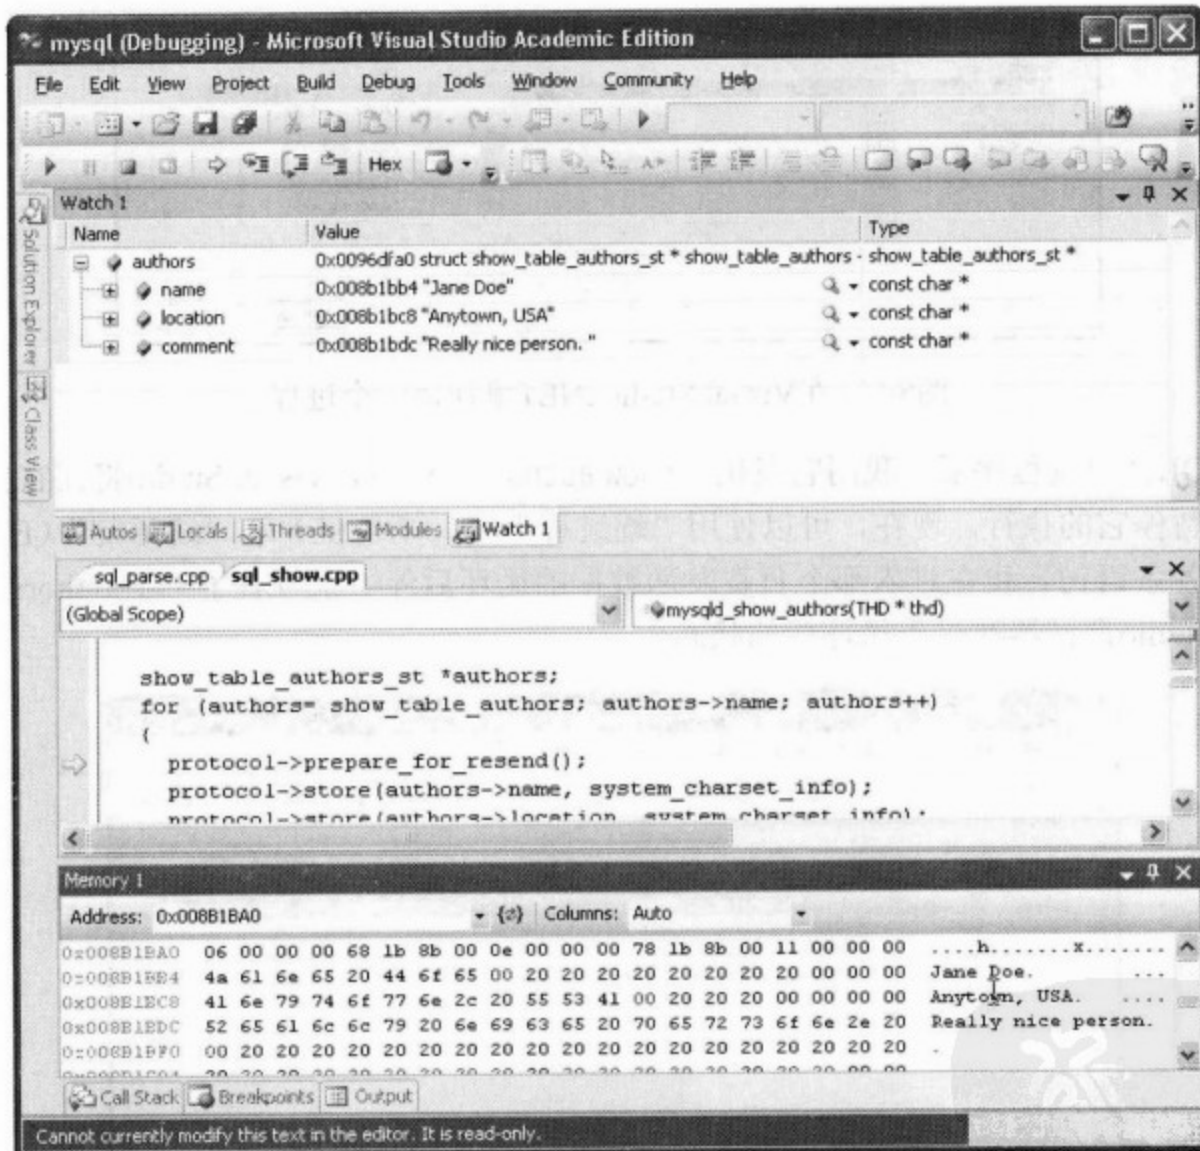 mysql (Debugging) - Microsoft Visual Studio Academic Edition
File Edit View Project Build Debug Tools Window Community Help
Hex
Watch 1
Name Value Type
authors 0x0096dfa0 struct show_table_authors_st * show_table_authors - show_table_authors_st *
name 0x008b1bb4 "Jane Doe" const char *
location 0x008b1bc8 "Anytown, USA" const char *
comment 0x008b1bdc "Really nice person. " const char *
Solution Explorer
Class View
Autos Locals Threads Modules Watch 1
sql_parse.cpp sql_show.cpp
(Global Scope) mysqld_show_authors(THD * thd)
show_table_authors_st *authors;
for (authors= show_table_authors; authors->name; authors++)
{
protocol->prepare_for_resend();
protocol->store(authors->name, system_charset_info);
protocol->store(authors->location, system_charset_info);
Memory 1
Address: 0x008B1BA0 {} Columns: Auto
0x008B1BA0 06 00 00 00 68 1b 8b 00 0e 00 00 00 78 1b 8b 00 11 00 00 00 ....h.......x.......
0x008B1BB4 4a 61 6e 65 20 44 6f 65 00 20 20 20 20 20 20 20 20 00 00 00 Jane Doe. ...
0x008B1BC8 41 6e 79 74 6f 77 6e 2c 20 55 53 41 00 20 20 20 00 00 00 00 Anytown, USA. ....
0x008B1BDC 52 65 61 6c 6c 79 20 6e 69 63 65 20 70 65 72 73 6f 6e 2e 20 Really nice person.
0x008B1BF0 00 20 20 20 20 20 20 20 20 20 20 20 20 20 20 20 20 20 20 20 .
Call Stack Breakpoints Output
Cannot currently modify this text in the editor. It is read-only.